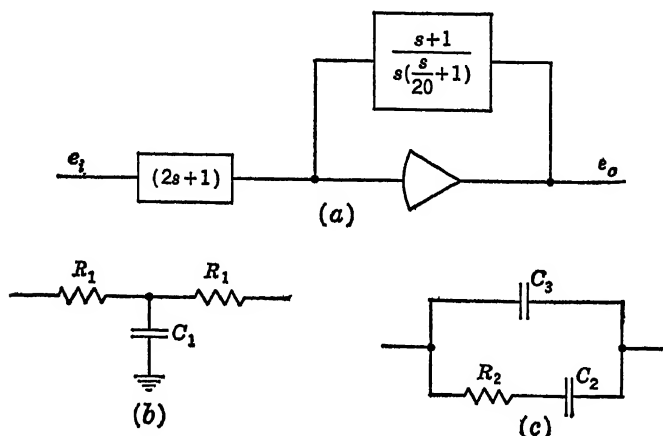 s+1
s(s/20+1)
e_i
(2s+1)
e_o
(a)
R_1
R_1
C_1
(b)
C_3
R_2
C_2
(c)